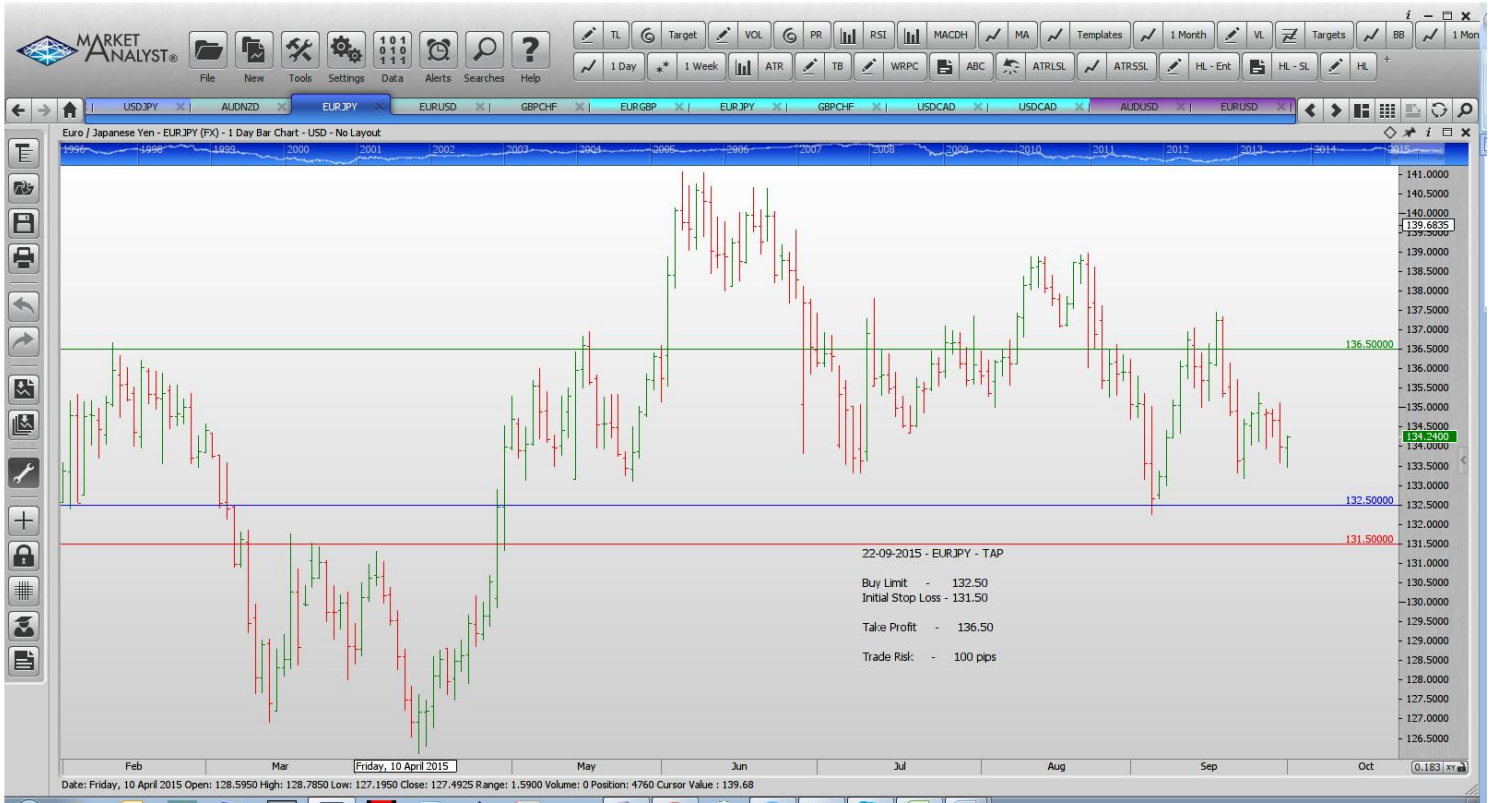 i
MARKET
ANALYST®
File New Tools Settings Data Alerts Searches Help
101
010
111
TL Target VOL PR RSI MACDH MA Templates 1 Month VL Targets BB 1 Mon
1 Day 1 Week ATR TB WRPC ABC ATRLSL ATRSSL HL - Ent HL - SL HL +
USDJPY AUDNZD EURJPY EURUSD GBPCHF EURGBP EURJPY GBPCHF USDCAD USDCAD AUDUSD EURUSD
Euro / Japanese Yen - EURJPY (FX) - 1 Day Bar Chart - USD - No Layout
i
1996 1998 1999 2000 2001 2002 2003 2004 2005 2006 2007 2008 2009 2010 2011 2012 2013 2014 2015
141.0000
140.5000
140.0000
139.6835
139.5000
139.0000
138.5000
138.0000
137.5000
137.0000
136.50000
136.5000
136.0000
135.5000
135.0000
134.5000
134.2400
134.0000
133.5000
133.0000
132.50000
132.5000
132.0000
131.50000
131.5000
131.0000
130.5000
130.0000
129.5000
129.0000
128.5000
128.0000
127.5000
127.0000
126.5000
22-09-2015 - EURJPY - TAP
Buy Limit - 132.50
Initial Stop Loss - 131.50
Take Profit - 136.50
Trade Risk - 100 pips
Feb Mar Friday, 10 April 2015 May Jun Jul Aug Sep Oct 0.183 XY
Date: Friday, 10 April 2015 Open: 128.5950 High: 128.7850 Low: 127.1950 Close: 127.4925 Range: 1.5900 Volume: 0 Position: 4760 Cursor Value : 139.68